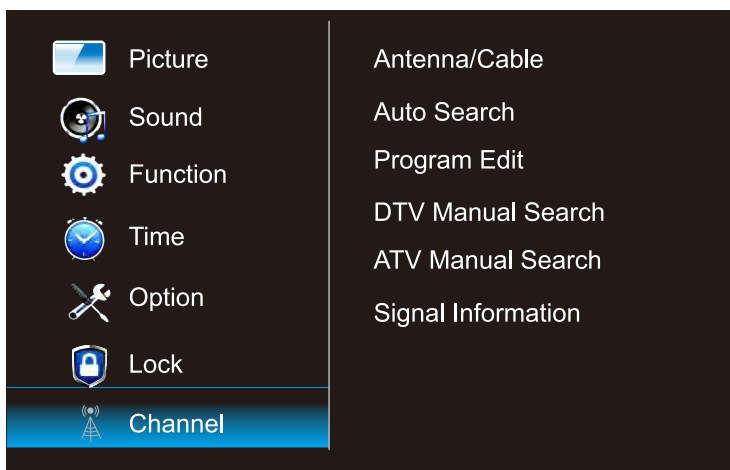 Picture
Sound
Function
Time
Option
Lock
Channel
Antenna/Cable
Auto Search
Program Edit
DTV Manual Search
ATV Manual Search
Signal Information